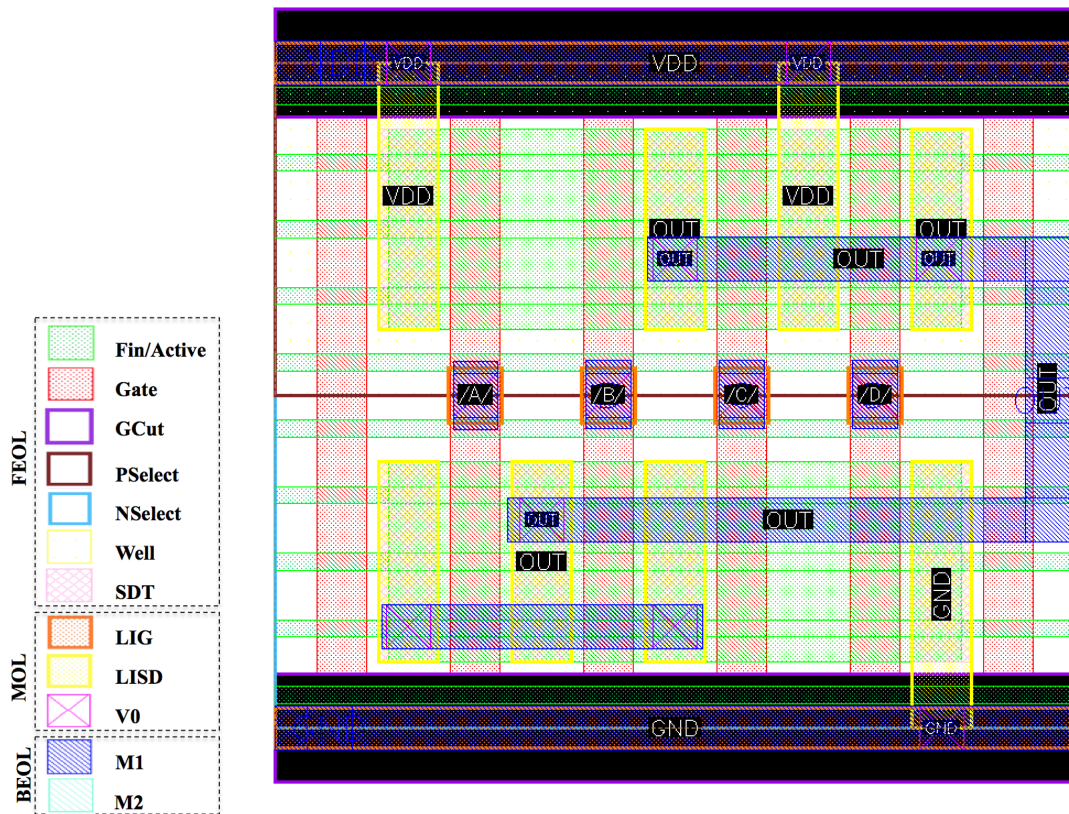 VDD
VDD
VDD
VDD
VDD
VDD
OUT
OUT
OUT
OUT
OUT
/A/
/B/
/C/
/D/
OUT
OUT
OUT
OUT
GND
GND
GND
GND
FEOL
Fin/Active
Gate
GCut
PSelect
NSelect
Well
SDT
MOL
LIG
LISD
V0
BEOL
M1
M2